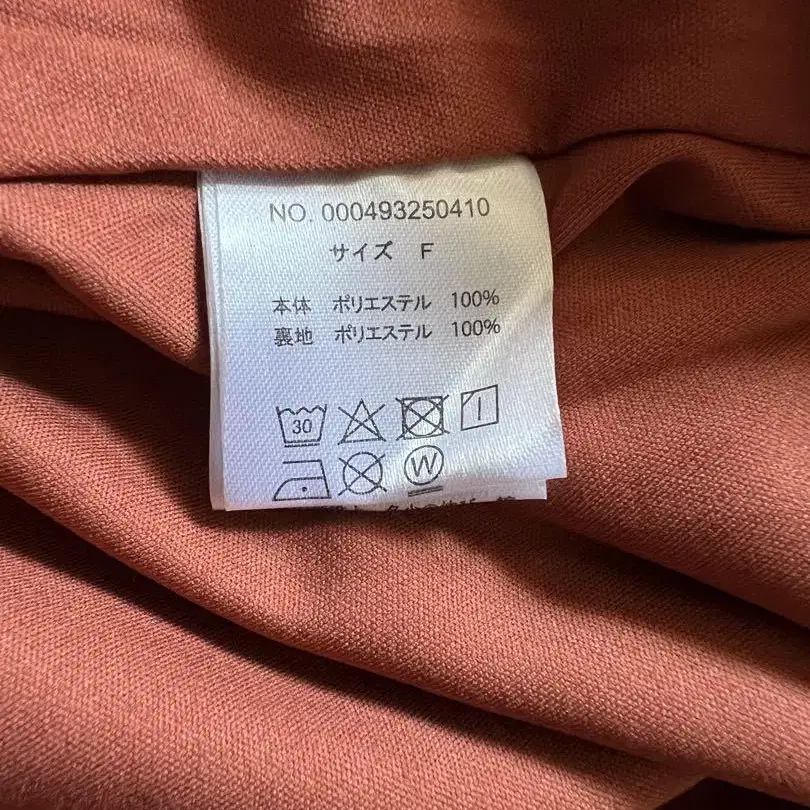 NO. 000493250410
サイズ F
本体 ポリエステル 100%
裏地 ポリエステル 100%
30
W